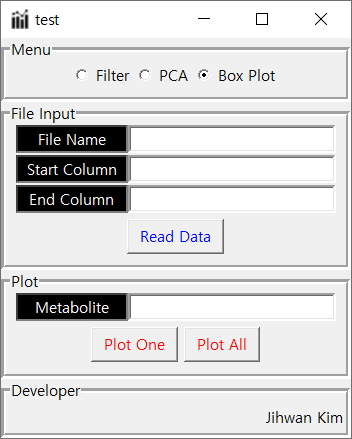 test
Menu
Filter PCA Box Plot
File Input
File Name
Start Column
End Column
Read Data
Plot
Metabolite
Plot One Plot All
Developer
Jihwan Kim